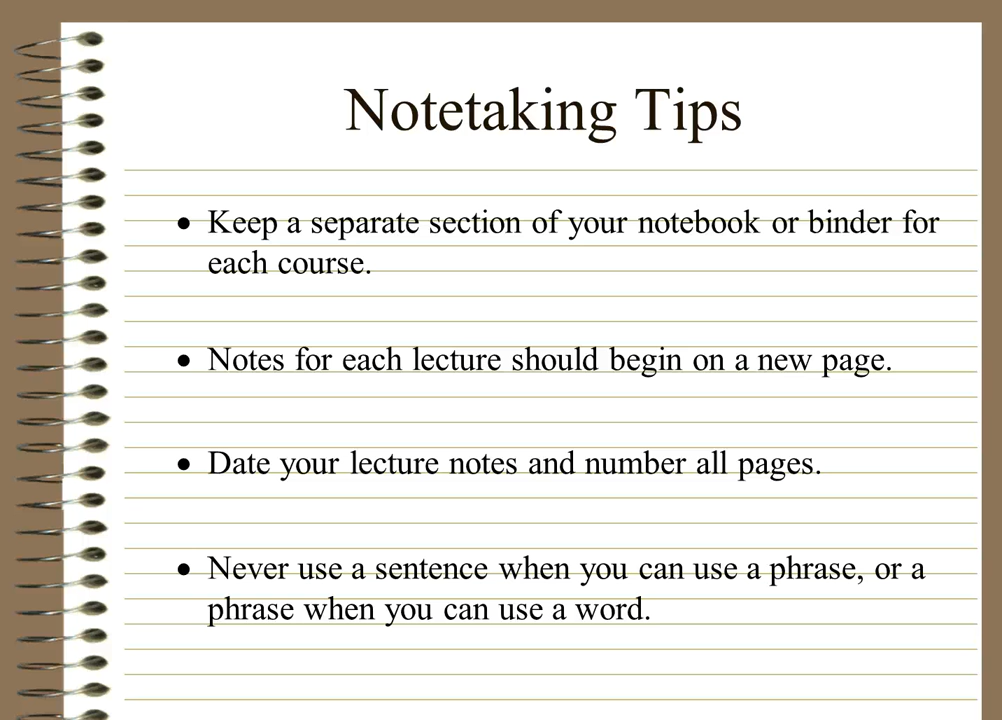 Notetaking Tips
• Keep a separate section of your notebook or binder for
each course.
• Notes for each lecture should begin on a new page.
• Date your lecture notes and number all pages.
• Never use a sentence when you can use a phrase, or a
phrase when you can use a word.